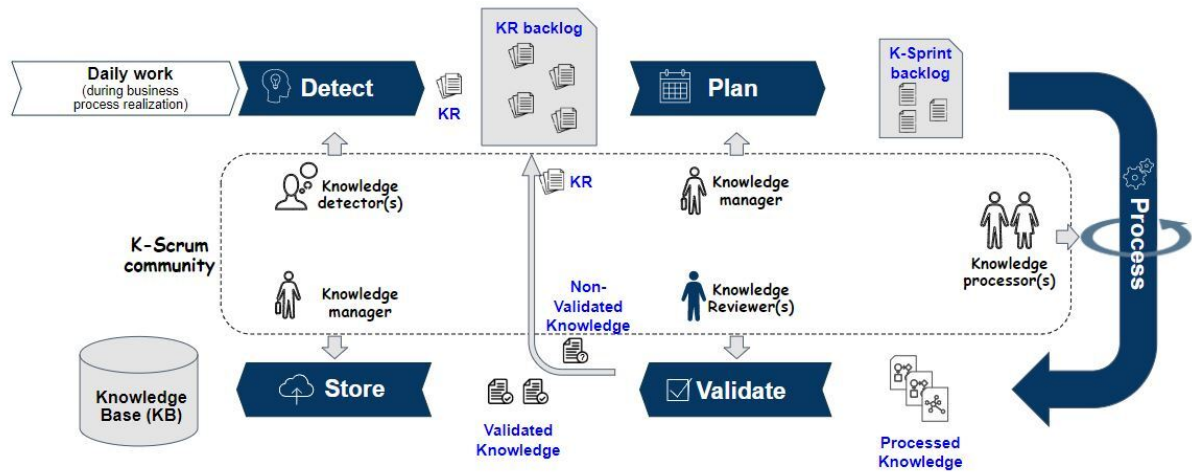 KR backlog
K-Sprint
backlog
Daily work
(during business
process realization)
Detect
KR
Plan
Process
Knowledge
detector(s)
KR
Knowledge
manager
K-Scrum
community
Knowledge
processor(s)
Knowledge
manager
Non-
Validated
Knowledge
Knowledge
Reviewer(s)
Knowledge
Base (KB)
Store
Validate
Validated
Knowledge
Processed
Knowledge